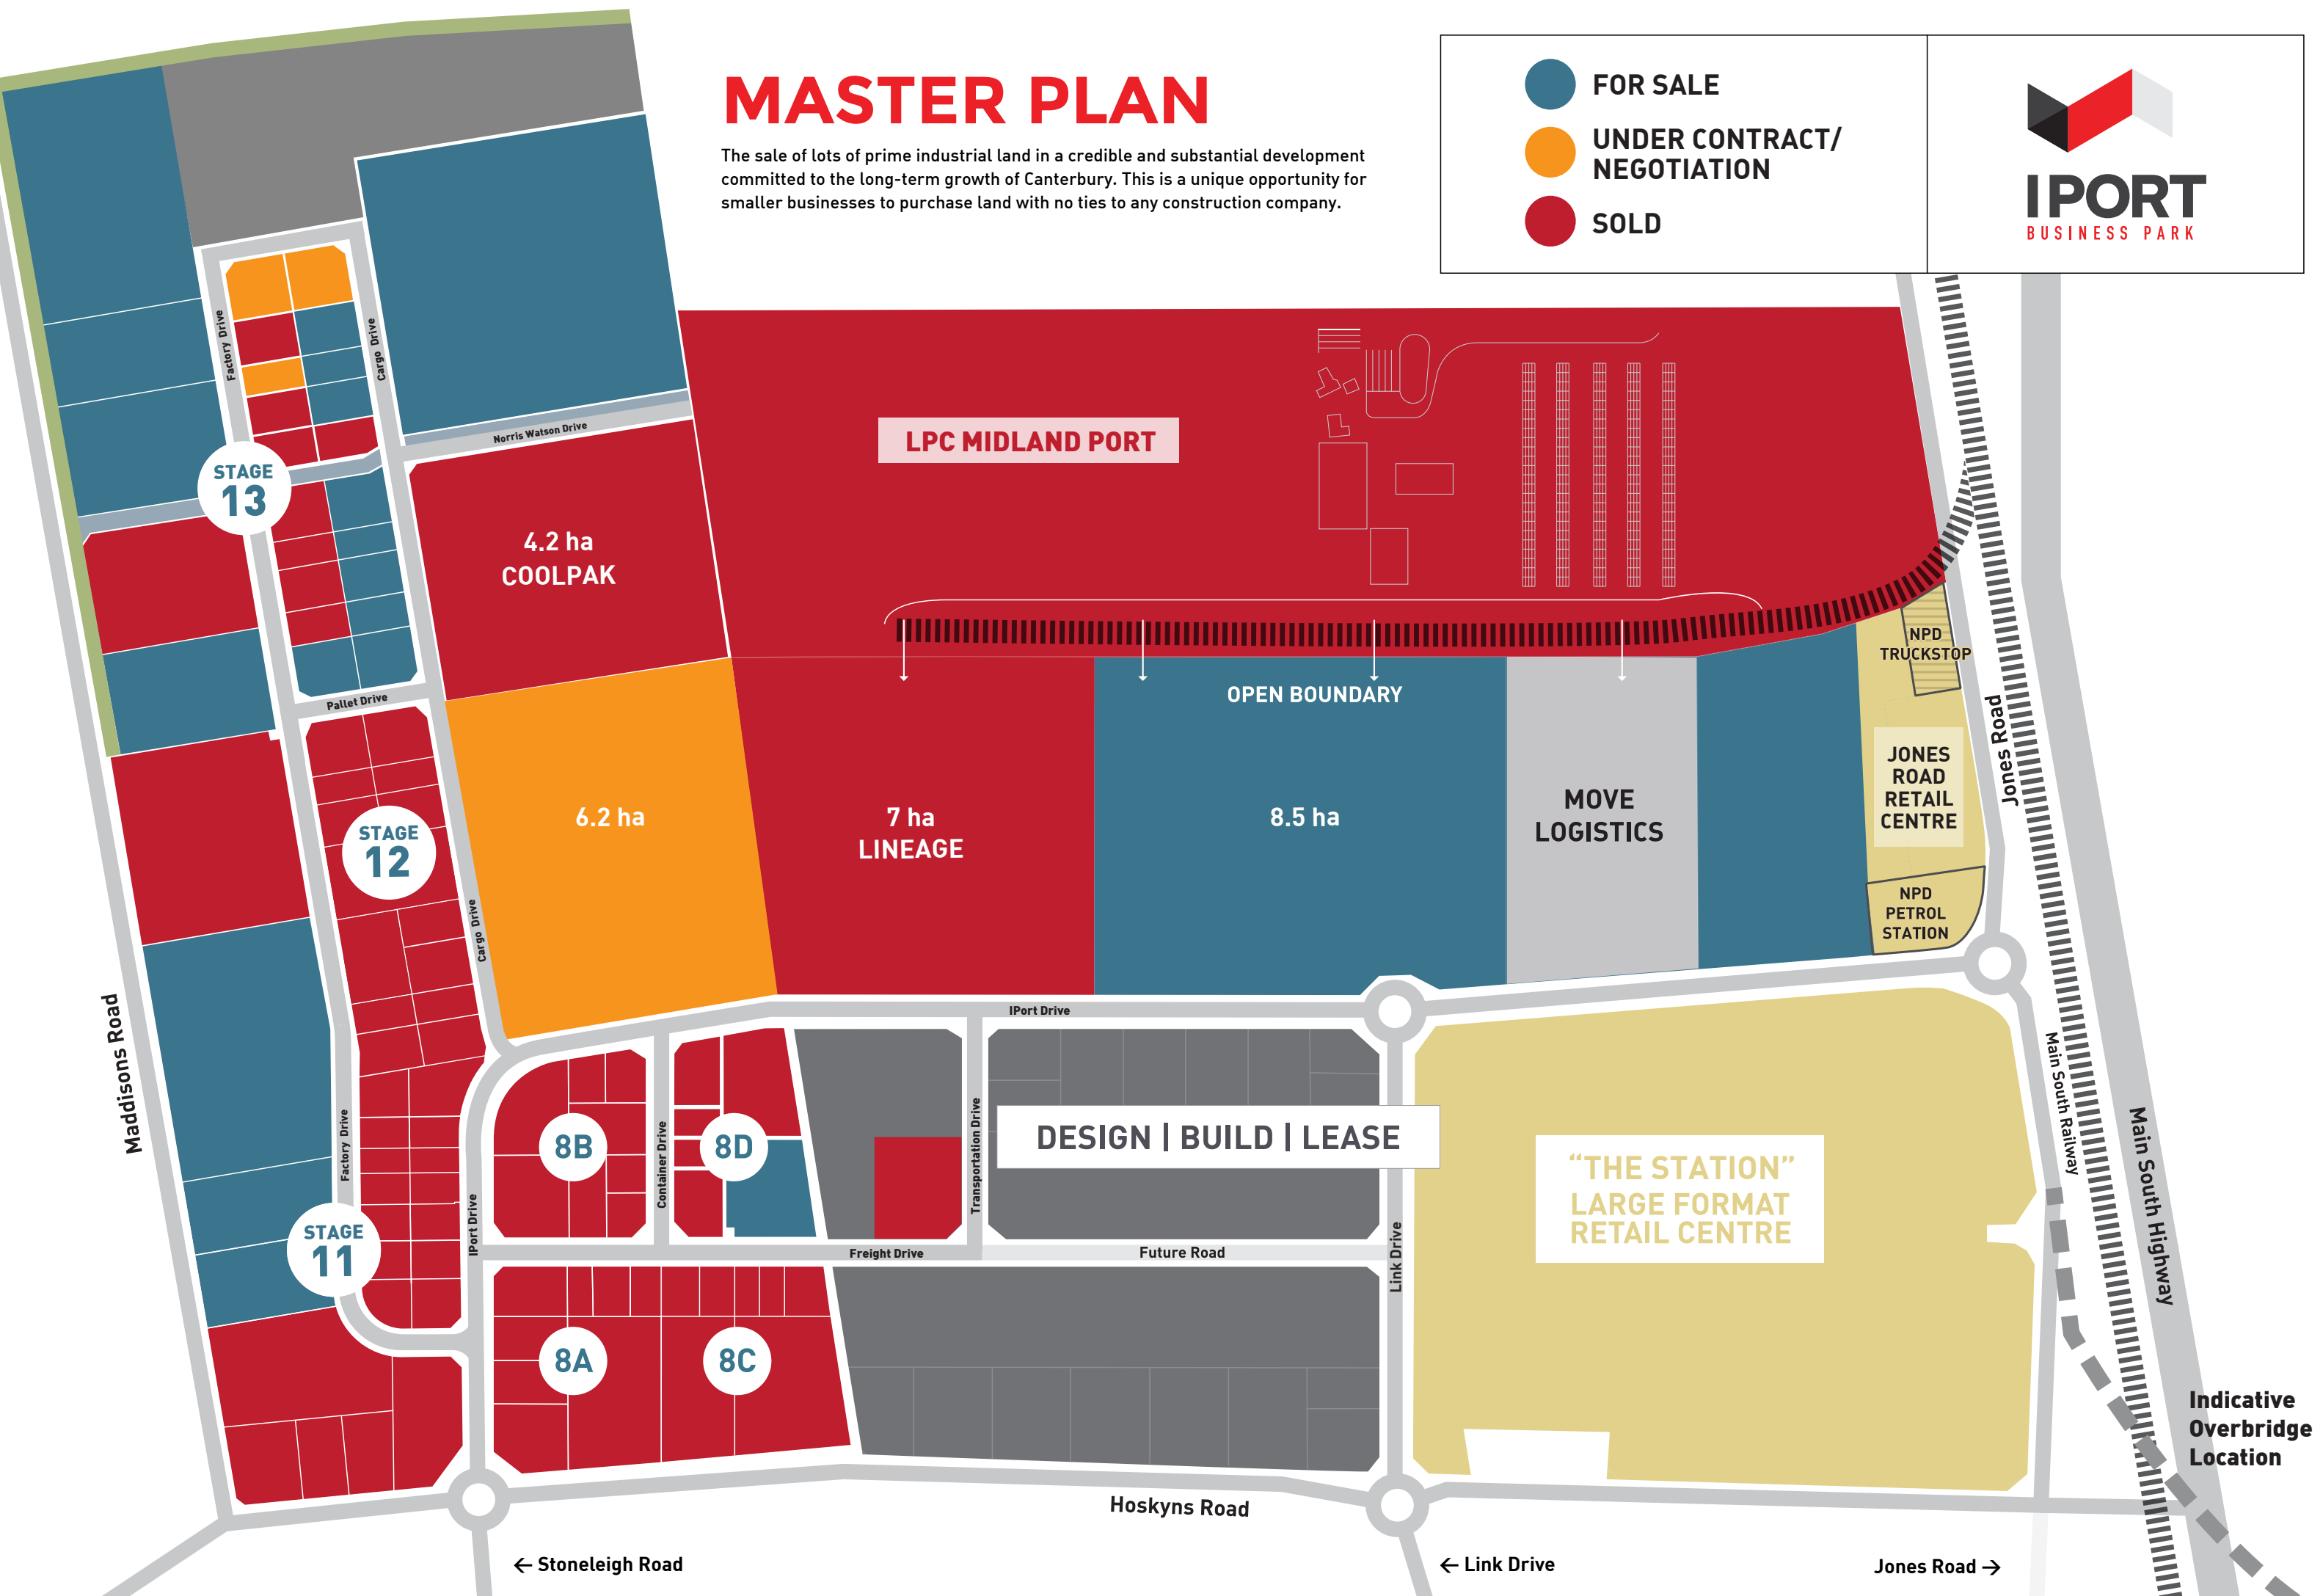 MASTER PLAN
The sale of lots of prime industrial land in a credible and substantial development
committed to the long-term growth of Canterbury. This is a unique opportunity for
smaller businesses to purchase land with no ties to any construction company.
FOR SALE
UNDER CONTRACT/
NEGOTIATION
SOLD
IPORT
BUSINESS PARK
Factory Drive
Cargo Drive
Norris Watson Drive
LPC MIDLAND PORT
STAGE
13
4.2 ha
COOLPAK
NPD
TRUCKSTOP
Pallet Drive
OPEN BOUNDARY
Jones Road
JONES
ROAD
RETAIL
CENTRE
STAGE
12
6.2 ha
7 ha
LINEAGE
8.5 ha
MOVE
LOGISTICS
NPD
PETROL
STATION
Cargo Drive
Maddisons Road
IPort Drive
Main South Railway
Main South Highway
Factory Drive
8B
Container Drive
8D
Transportation Drive
DESIGN | BUILD | LEASE
"THE STATION"
LARGE FORMAT
RETAIL CENTRE
STAGE
11
IPort Drive
Freight Drive
Future Road
Link Drive
8A
8C
Indicative
Overbridge
Location
Hoskyns Road
← Stoneleigh Road
← Link Drive
Jones Road →